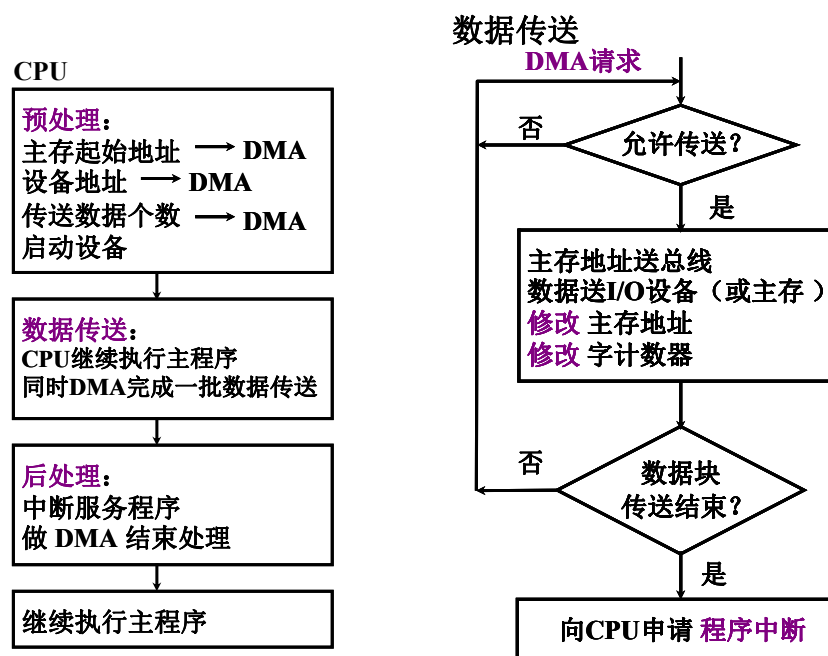 CPU
预处理：
主存起始地址 → DMA
设备地址 → DMA
传送数据个数 → DMA
启动设备
数据传送：
CPU继续执行主程序
同时DMA完成一批数据传送
后处理：
中断服务程序
做 DMA 结束处理
继续执行主程序
数据传送
DMA请求
允许传送？
否
是
主存地址送总线
数据送I/O设备（或主存 ）
修改 主存地址
修改 字计数器
否
数据块
传送结束？
是
向CPU申请 程序中断